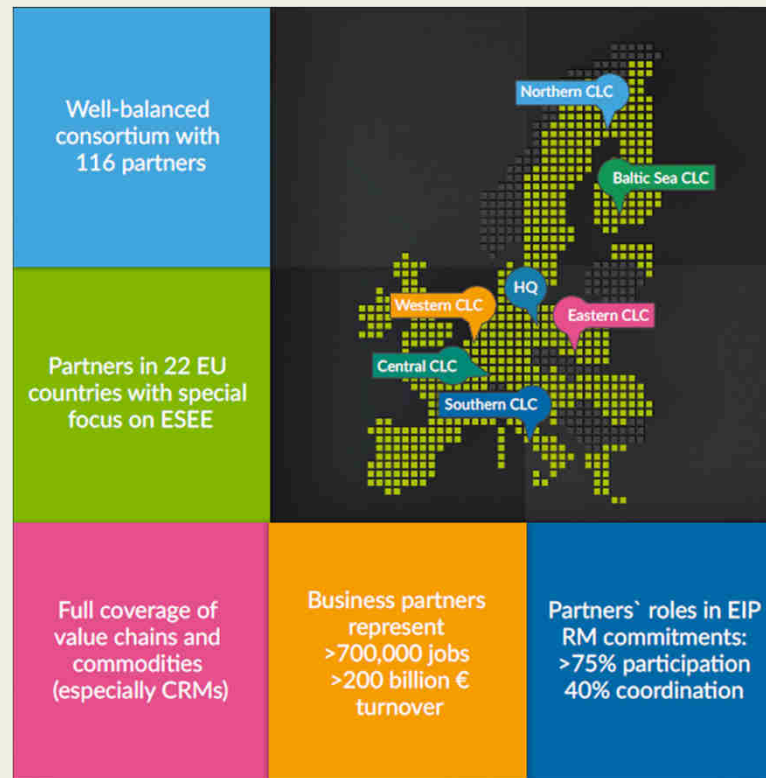 Well-balanced
consortium with
116 partners
Northern CLC
Baltic Sea CLC
HQ
Western CLC
Eastern CLC
Central CLC
Southern CLC
Partners in 22 EU
countries with special
focus on ESEE
Full coverage of
value chains and
commodities
(especially CRMs)
Business partners
represent
>700,000 jobs
>200 billion €
turnover
Partners` roles in EIP
RM commitments:
>75% participation
40% coordination